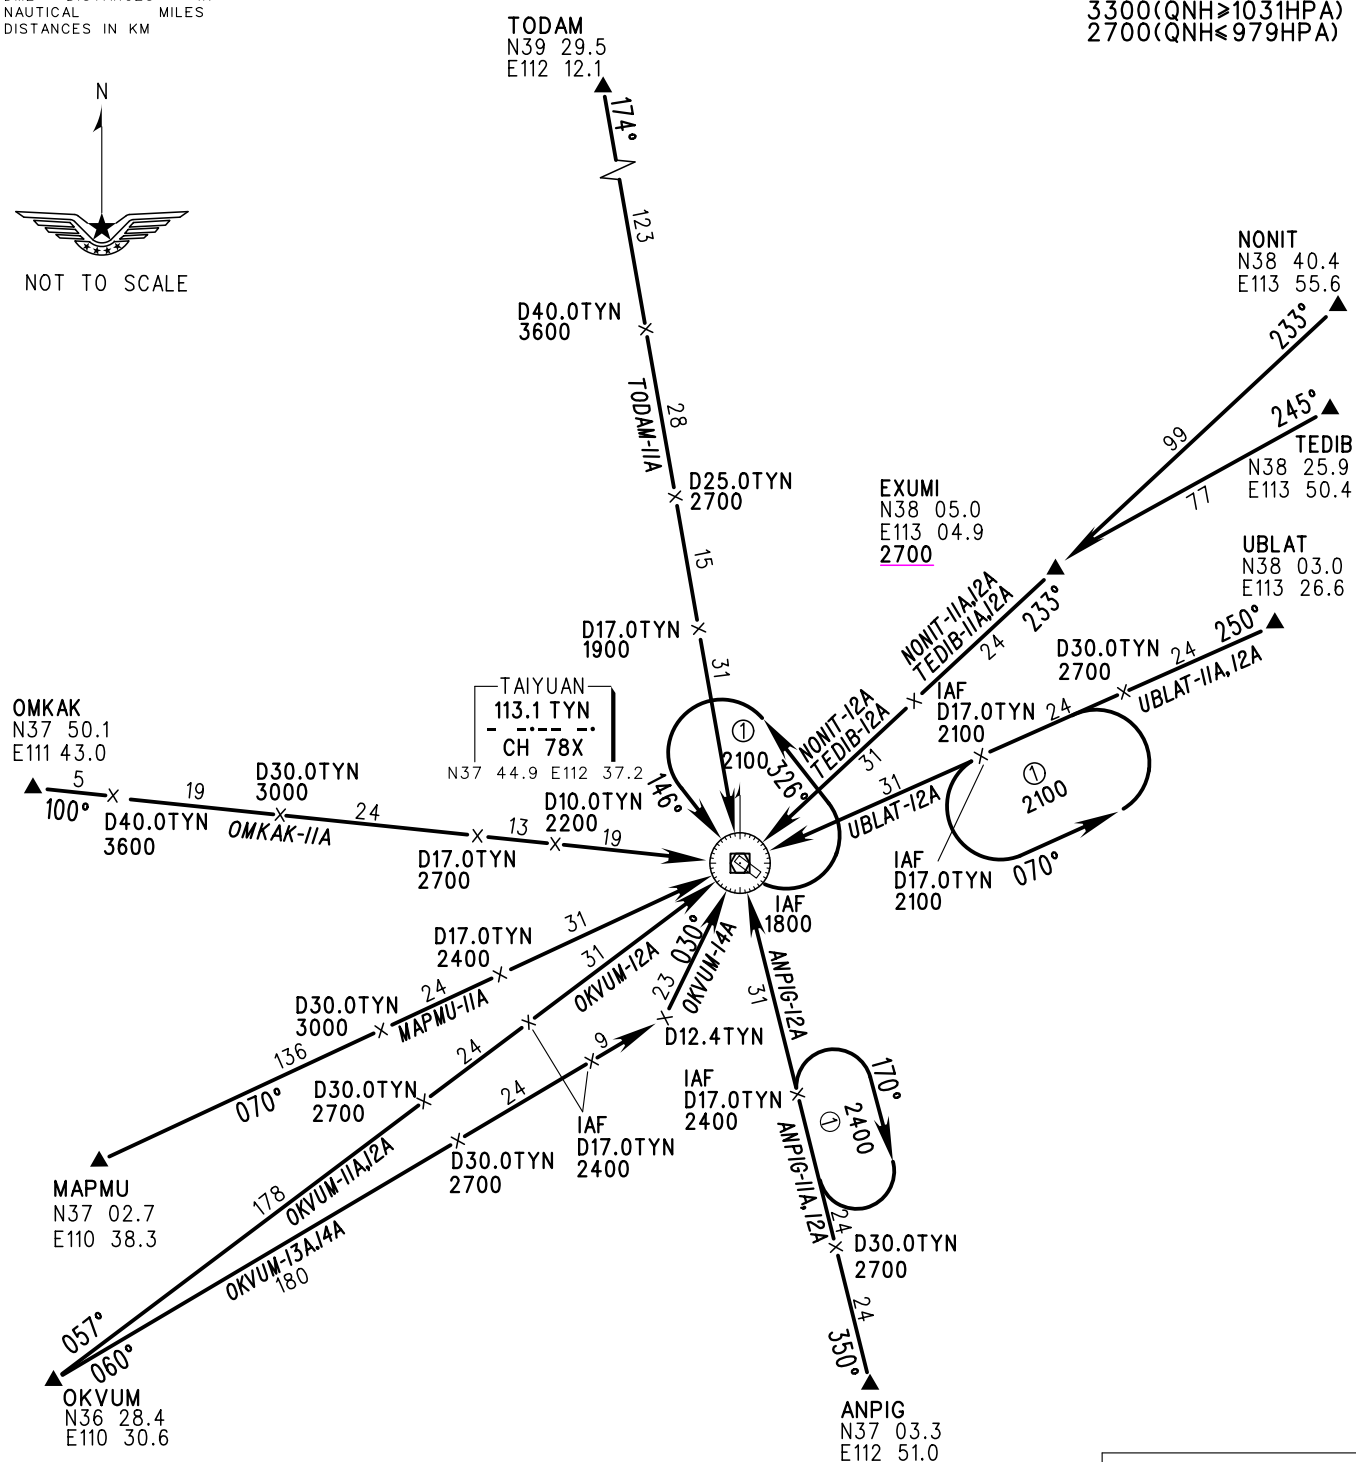 NAUTICAL MILES
DISTANCES IN KM
3300(QNH≥1031HPA)
2700(QNH≤979HPA)
N
NOT TO SCALE
TODAM
N39 29.5
E112 12.1
174°
123
D40.0TYN
3600
TODAM-11A
28
D25.0TYN
2700
15
D17.0TYN
1900
31
NONIT
N38 40.4
E113 55.6
233°
99
245°
TEDIB
N38 25.9
E113 50.4
77
EXUMI
N38 05.0
E113 04.9
2700
NONIT-11A,12A
TEDIB-11A,12A
233°
24
UBLAT
N38 03.0
E113 26.6
250°
24
UBLAT-11A,12A
D30.0TYN
2700
24
IAF
D17.0TYN
2100
NONIT-12A
TEDIB-12A
31
31
UBLAT-12A
①
2100
070°
IAF
D17.0TYN
2100
①
2100
326°
146°
TAIYUAN
113.1 TYN
CH 78X
N37 44.9 E112 37.2
OMKAK
N37 50.1
E111 43.0
5
100°
D40.0TYN
3600
19
D30.0TYN
3000
OMKAK-11A
24
D17.0TYN
2700
13
D10.0TYN
2200
19
IAF
1800
D17.0TYN
2400
31
24
MAPMU-11A
D30.0TYN
3000
136
070°
MAPMU
N37 02.7
E110 38.3
31
OKVUM-12A
24
D30.0TYN
2700
178
OKVUM-11A,12A
057°
030°
OKVUM-14A
23
D12.4TYN
9
24
IAF
D17.0TYN
2400
D30.0TYN
2700
OKVUM-13A,14A
180
060°
OKVUM
N36 28.4
E110 30.6
ANPIG-12A
31
IAF
D17.0TYN
2400
170°
①
2400
ANPIG-11A,12A
24
D30.0TYN
2700
24
350°
ANPIG
N37 03.3
E112 51.0